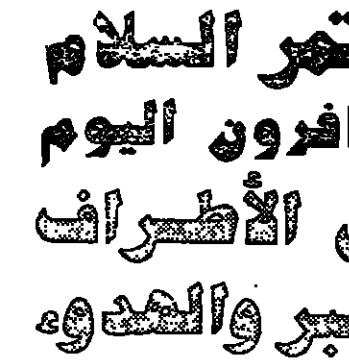 تمر السلام
افرون اليوم
الأطراف
بر والهدوء